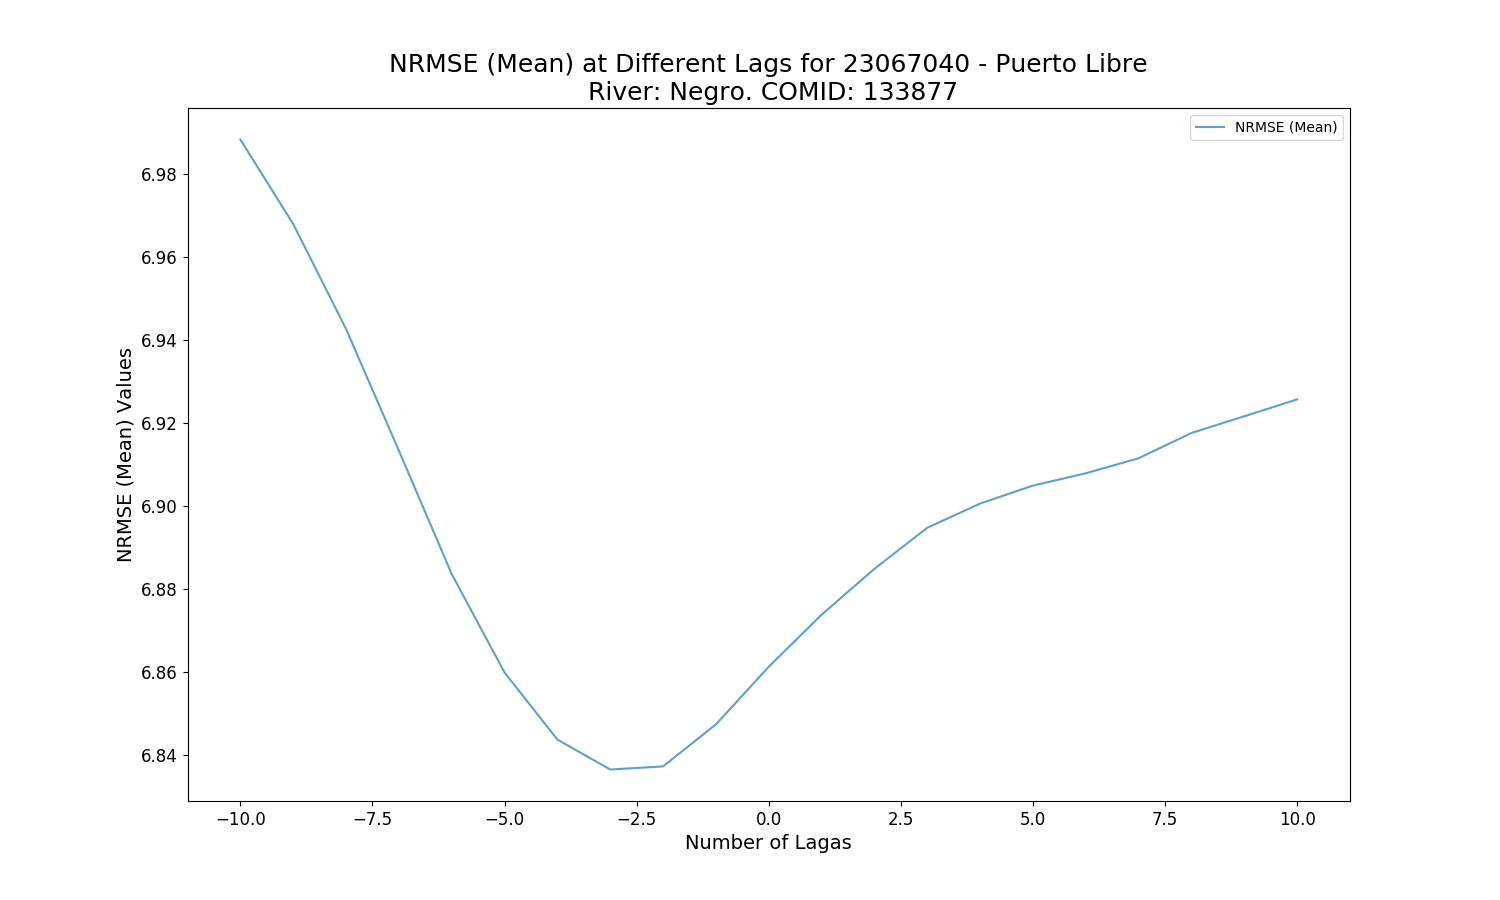 NRMSE (Mean) at Different Lags for 23067040 - Puerto Libre
River: Negro. COMID: 133877
NRMSE (Mean)
6.98
6.96
6.94
6.92
6.90
6.88
6.86
6.84
NRMSE (Mean) Values
−10.0 −7.5 −5.0 −2.5 0.0 2.5 5.0 7.5 10.0
Number of Lagas